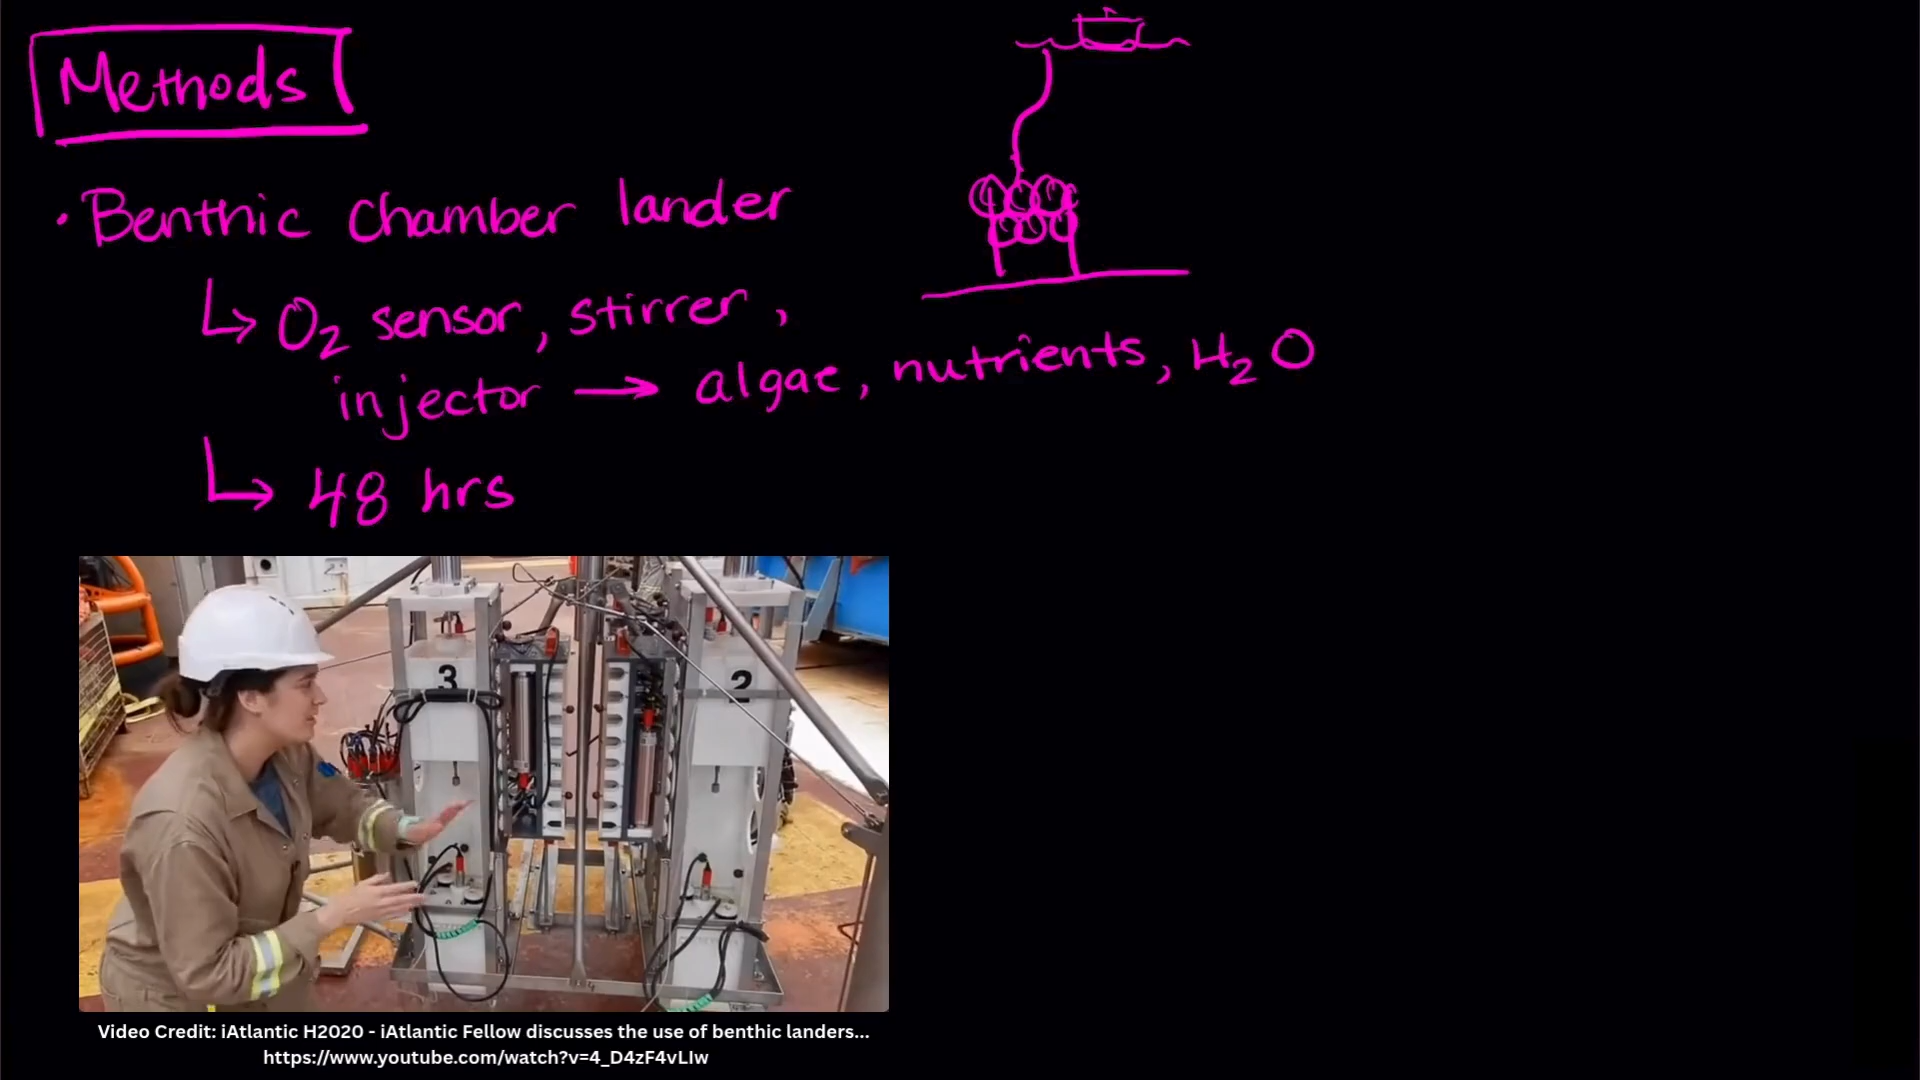 Methods
• Benthic chamber lander
↳ O₂ sensor, stirrer,
injector → algae, nutrients, H₂O
↳ 48 hrs
3
2
Video Credit: iAtlantic H2020 - iAtlantic Fellow discusses the use of benthic landers...
https://www.youtube.com/watch?v=4_D4zF4vLIw